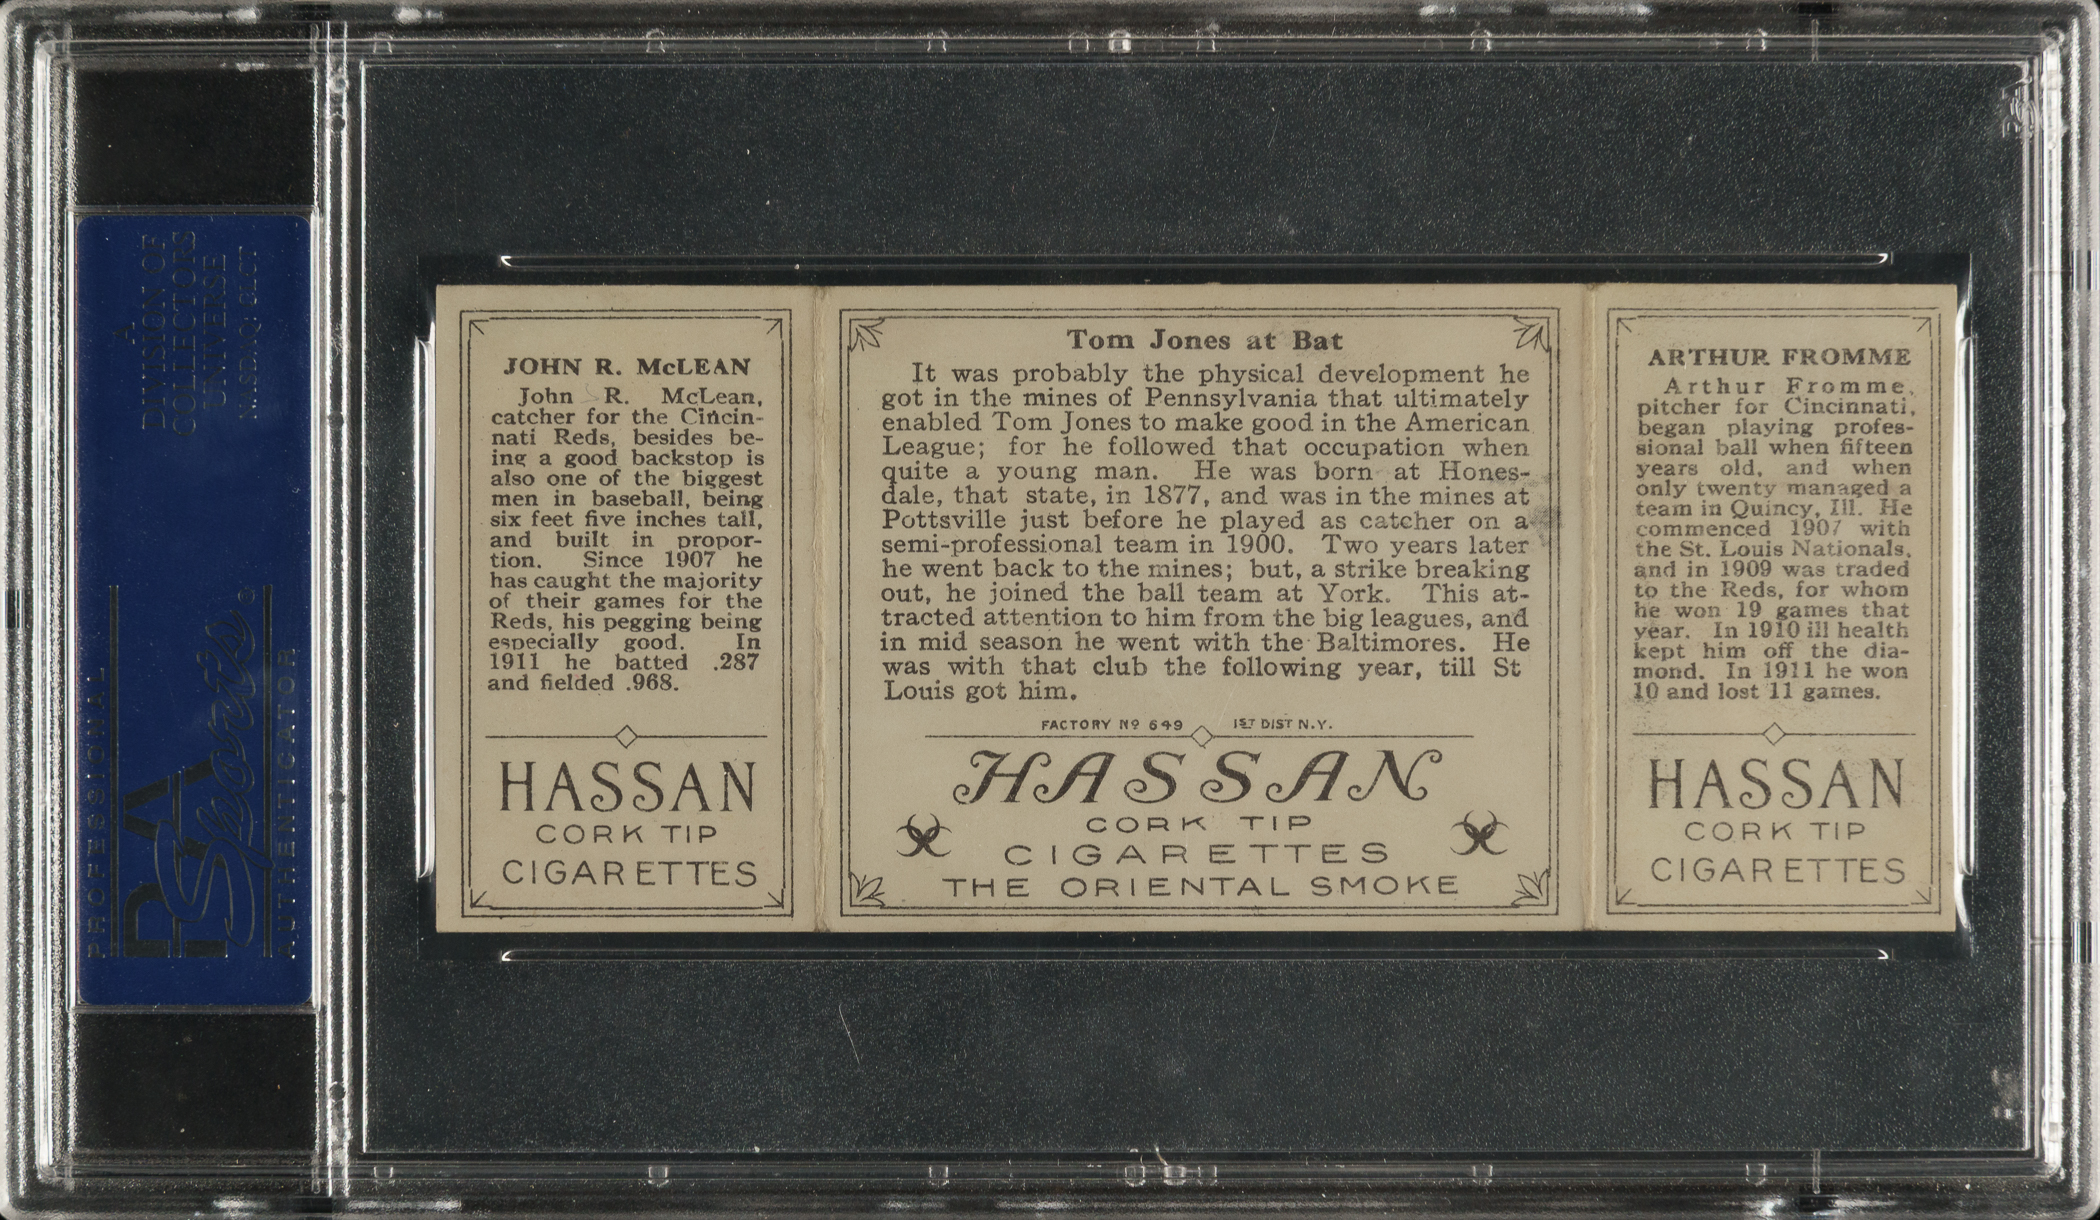 A
DIVISION OF
COLLECTORS
UNIVERSE
NASDAQ: CLCT
PROFESSIONAL
PSA
Sports
AUTHENTICATOR
JOHN R. McLEAN
John R. McLean,
catcher for the Cincin-
nati Reds, besides be-
ing a good backstop is
also one of the biggest
men in baseball, being
six feet five inches tall,
and built in propor-
tion. Since 1907 he
has caught the majority
of their games for the
Reds, his pegging being
especially good. In
1911 he batted .287
and fielded .968.
HASSAN
CORK TIP
CIGARETTES
Tom Jones at Bat
It was probably the physical development he
got in the mines of Pennsylvania that ultimately
enabled Tom Jones to make good in the American
League; for he followed that occupation when
quite a young man. He was born at Hones-
dale, that state, in 1877, and was in the mines at
Pottsville just before he played as catcher on a
semi-professional team in 1900. Two years later
he went back to the mines; but, a strike breaking
out, he joined the ball team at York. This at-
tracted attention to him from the big leagues, and
in mid season he went with the Baltimores. He
was with that club the following year, till St
Louis got him.
FACTORY Nº 649 1ST DIST N.Y.
HASSAN
CORK TIP
CIGARETTES
THE ORIENTAL SMOKE
ARTHUR FROMME
Arthur Fromme,
pitcher for Cincinnati,
began playing profes-
sional ball when fifteen
years old, and when
only twenty managed a
team in Quincy, Ill. He
commenced 1907 with
the St. Louis Nationals,
and in 1909 was traded
to the Reds, for whom
he won 19 games that
year. In 1910 ill health
kept him off the dia-
mond. In 1911 he won
10 and lost 11 games.
HASSAN
CORK TIP
CIGARETTES